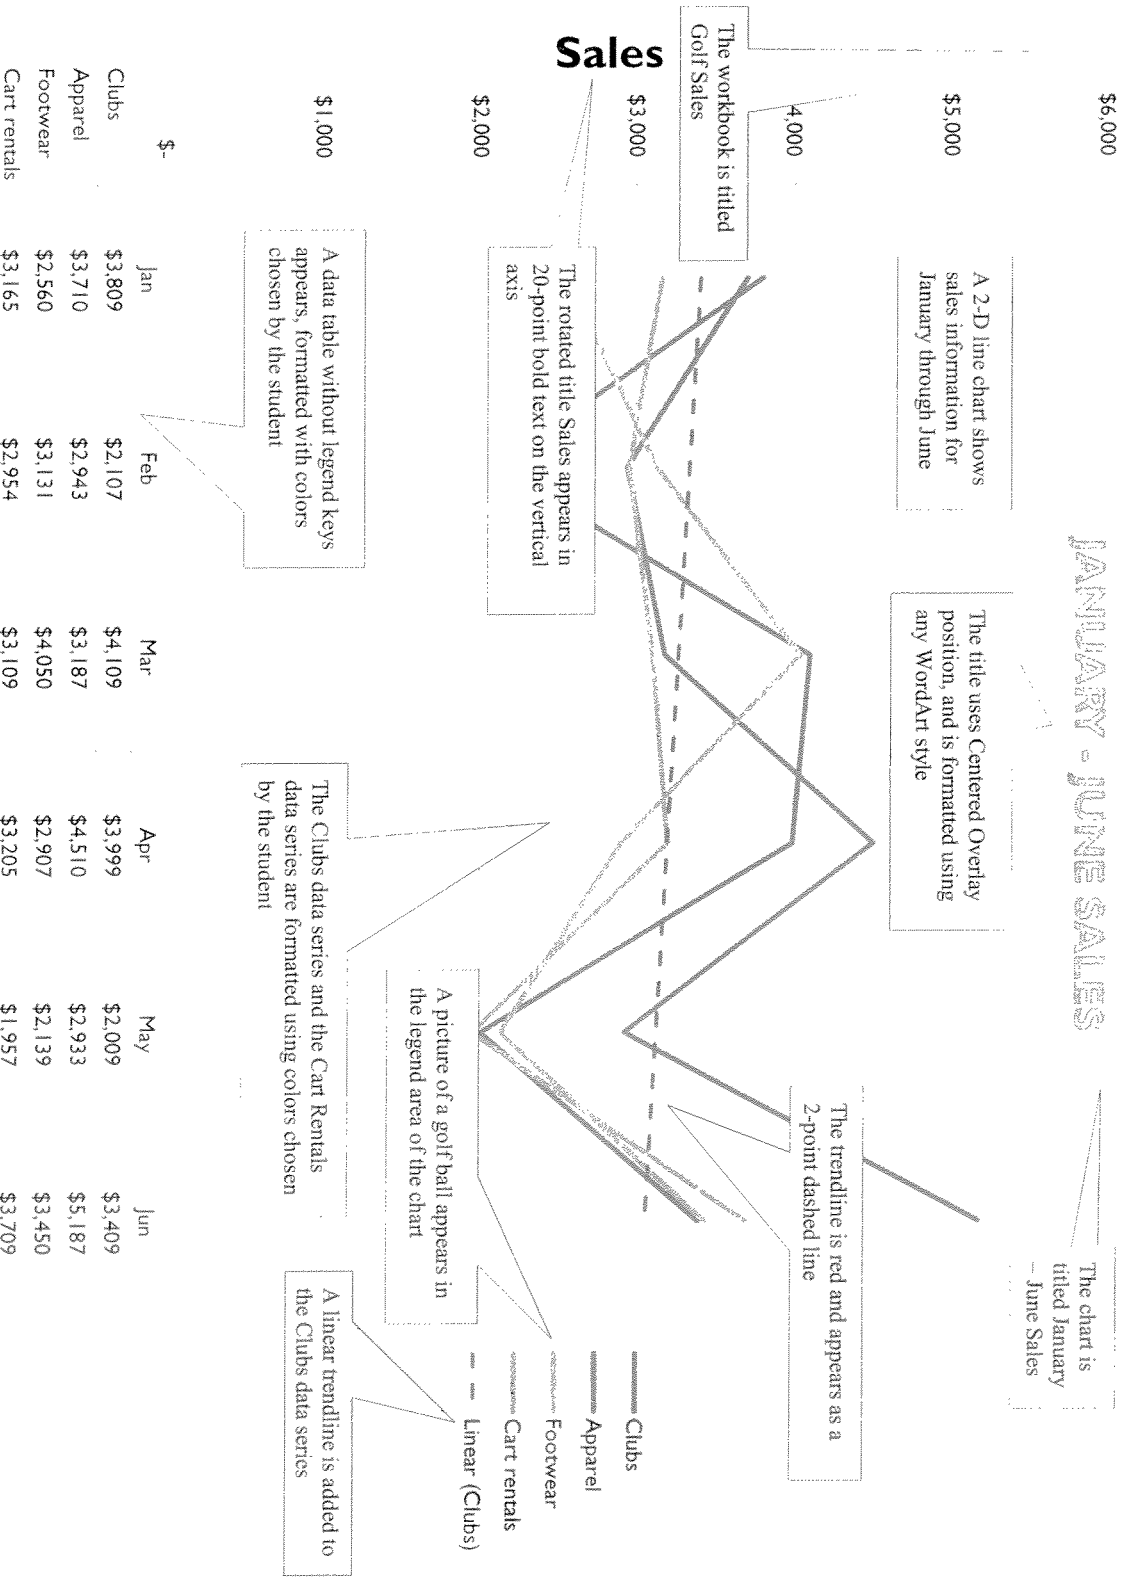 JANUARY - JUNE SALES
The chart is
titled January
– June Sales
The workbook is titled
Golf Sales
A 2-D line chart shows
sales information for
January through June
The title uses Centered Overlay
position, and is formatted using
any WordArt style
The trendline is red and appears as a
2-point dashed line
Sales
The rotated title Sales appears in
20-point bold text on the vertical
axis
$6,000
$5,000
4,000
$3,000
$2,000
$1,000
$-
Clubs
Apparel
Footwear
Cart rentals
Linear (Clubs)
A picture of a golf ball appears in
the legend area of the chart
A linear trendline is added to
the Clubs data series
A data table without legend keys
appears, formatted with colors
chosen by the student
The Clubs data series and the Cart Rentals
data series are formatted using colors chosen
by the student
Jan Feb Mar Apr May Jun
Clubs $3,809 $2,107 $4,109 $3,999 $2,009 $3,409
Apparel $3,710 $2,943 $3,187 $4,510 $2,933 $5,187
Footwear $2,560 $3,131 $4,050 $2,907 $2,139 $3,450
Cart rentals $3,165 $2,954 $3,109 $3,205 $1,957 $3,709